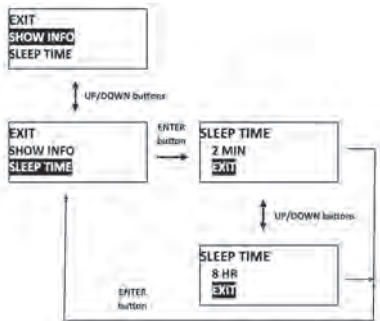 EXIT
SHOW INFO
SLEEP TIME
UP/DOWN buttons
EXIT
SHOW INFO
SLEEP TIME
ENTER
button
SLEEP TIME
2 MIN
EXIT
UP/DOWN buttons
SLEEP TIME
8 HR
EXIT
ENTER
button